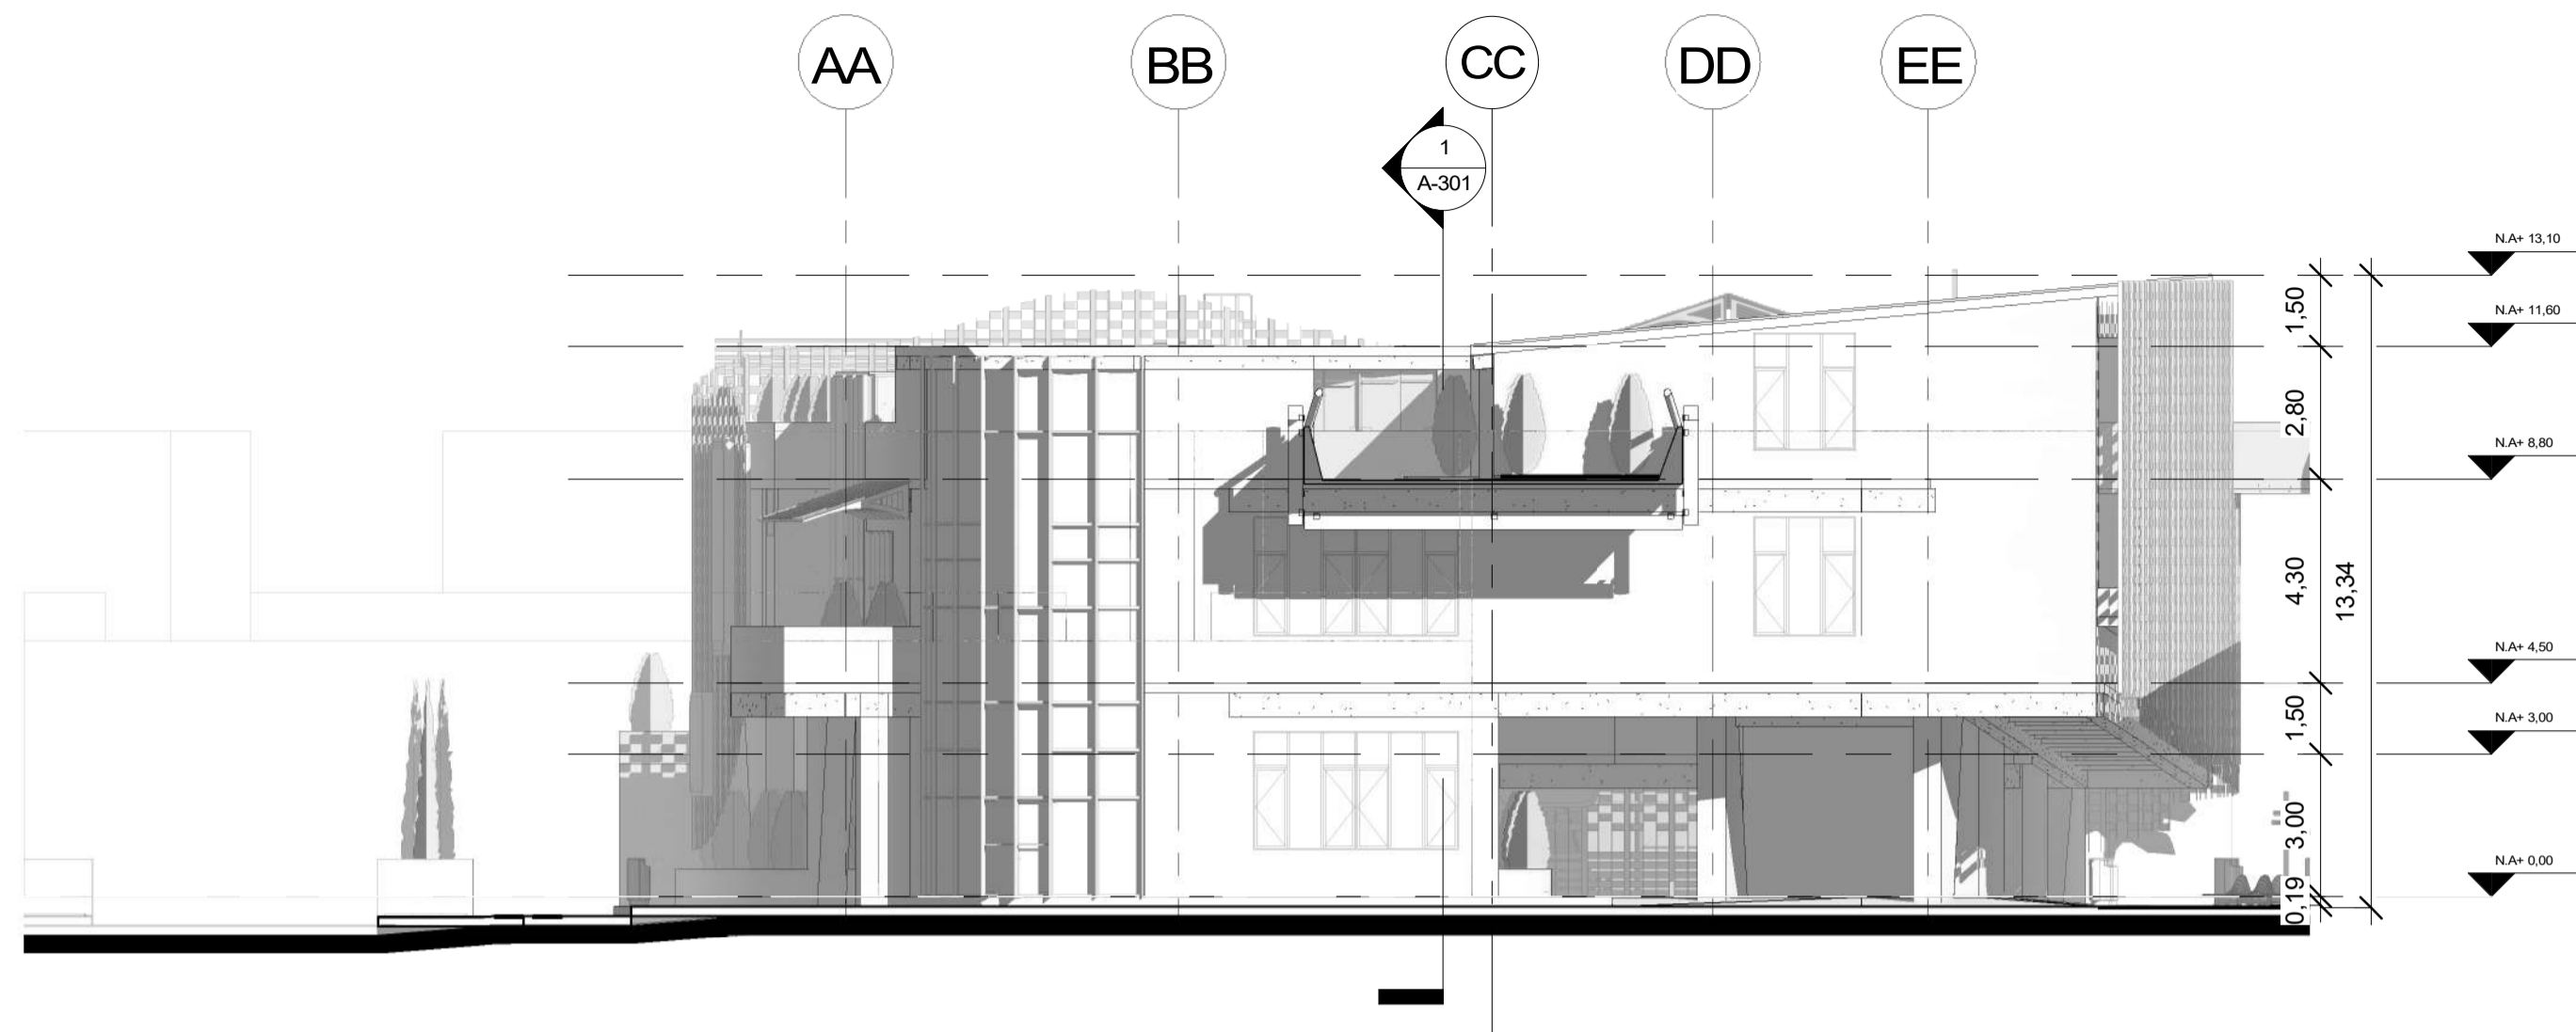 AA
BB
CC
DD
EE
1
A-301
N.A+ 13,10
1,50
N.A+ 11,60
2,80
N.A+ 8,80
4,30
13,34
N.A+ 4,50
1,50
N.A+ 3,00
3,00
N.A+ 0,00
0,19